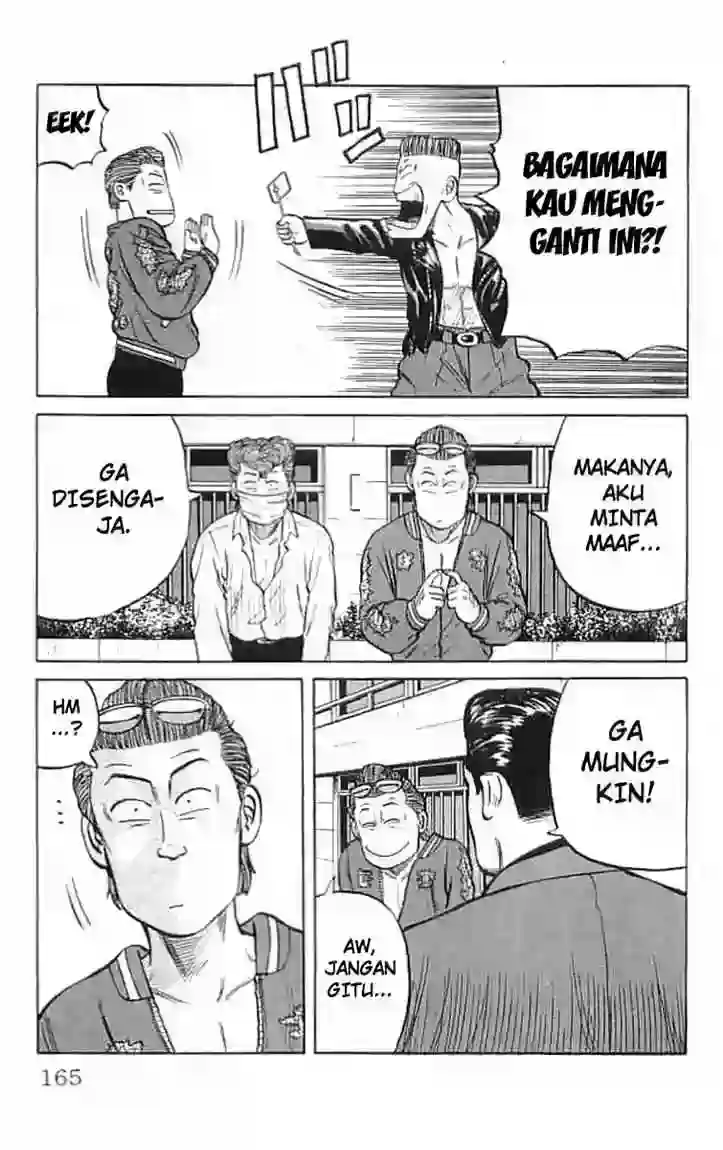 BAGAIMANA
KAU MENG-
GANTI INI?!
EEK!
MAKANYA,
AKU
MINTA
MAAF...
GA
DISENGA-
JA.
GA
MUNG-
KIN!
AW,
JANGAN
GITU...
HM
...?
165